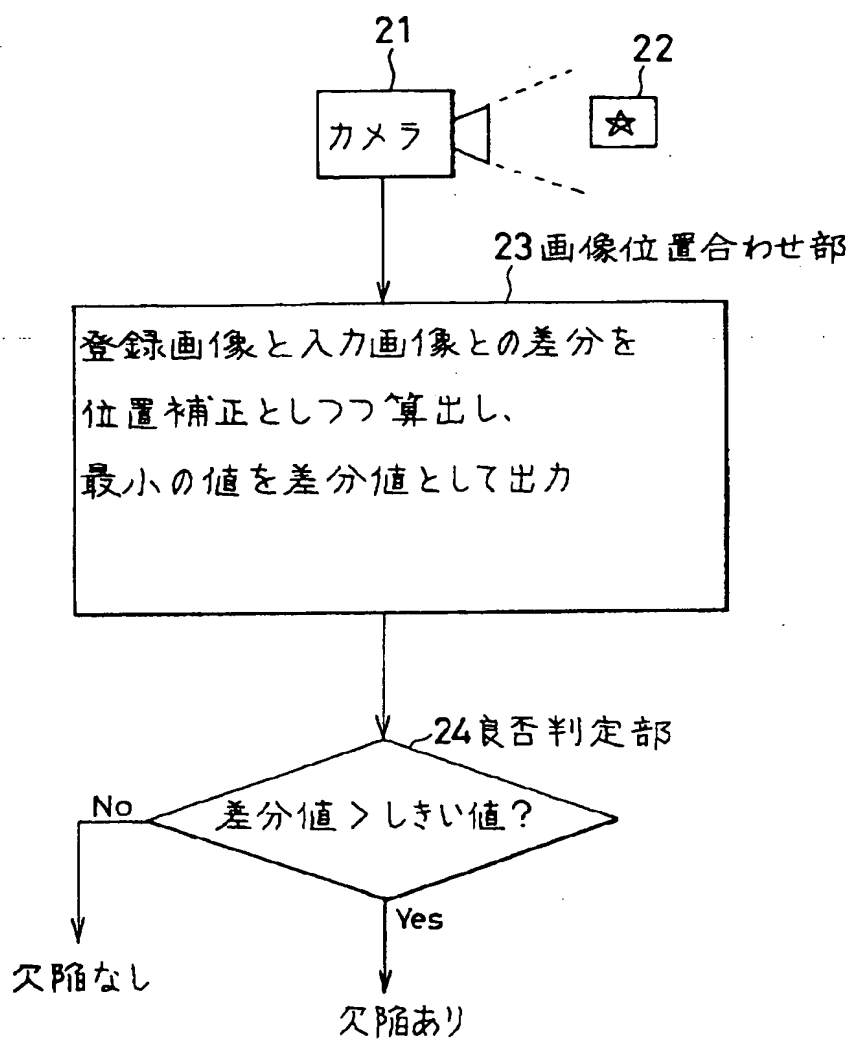 21
22
カメラ
23画像位置合わせ部
登録画像と入力画像との差分を
位置補正としつつ算出し、
最小の値を差分値として出力
24良否判定部
No
差分値>しきい値?
Yes
欠陥なし
欠陥あり